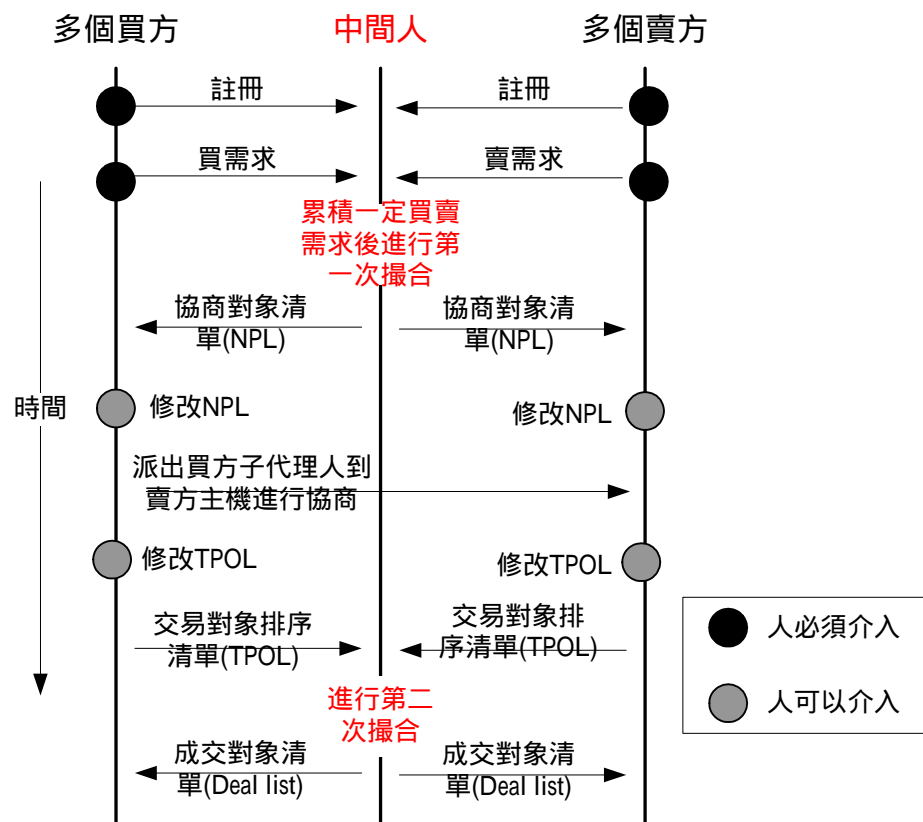 多個買方
中間人
多個賣方
註冊
註冊
買需求
賣需求
累積一定買賣
需求後進行第
一次撮合
協商對象清
單(NPL)
協商對象清
單(NPL)
時間
修改NPL
修改NPL
派出買方子代理人到
賣方主機進行協商
修改TPOL
修改TPOL
交易對象排序
清單(TPOL)
交易對象排
序清單(TPOL)
人必須介入
人可以介入
進行第二
次撮合
成交對象清
單(Deal list)
成交對象清
單(Deal list)